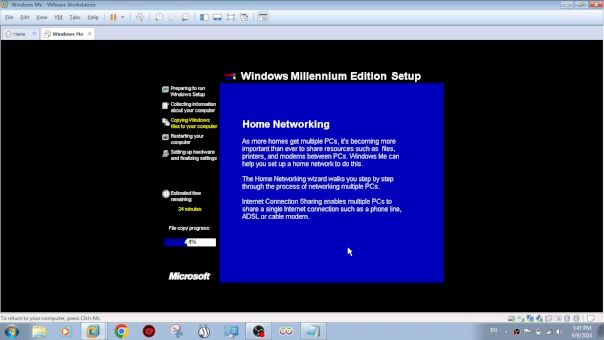 Windows Me - VMware Workstation
File Edit View VM Tabs Help
Home
Windows Me
Windows Millennium Edition Setup
Preparing to run
Windows Setup
Collecting information
about your computer
Copying Windows
files to your computer
Restarting your
computer
Setting up hardware
and finalizing settings
Estimated time
remaining:
24 minutes
File copy progress:
Microsoft
Home Networking
As more homes get multiple PCs, it's becoming more
important than ever to share resources such as files,
printers, and modems between PCs. Windows Me can
help you set up a home network to do this.
The Home Networking wizard walks you step by step
through the process of networking multiple PCs.
Internet Connection Sharing enables multiple PCs to
share a single Internet connection such as a phone line,
ADSL or cable modem.
To return to your computer, press Ctrl+Alt.
EN
5:41 PM
9/9/2024